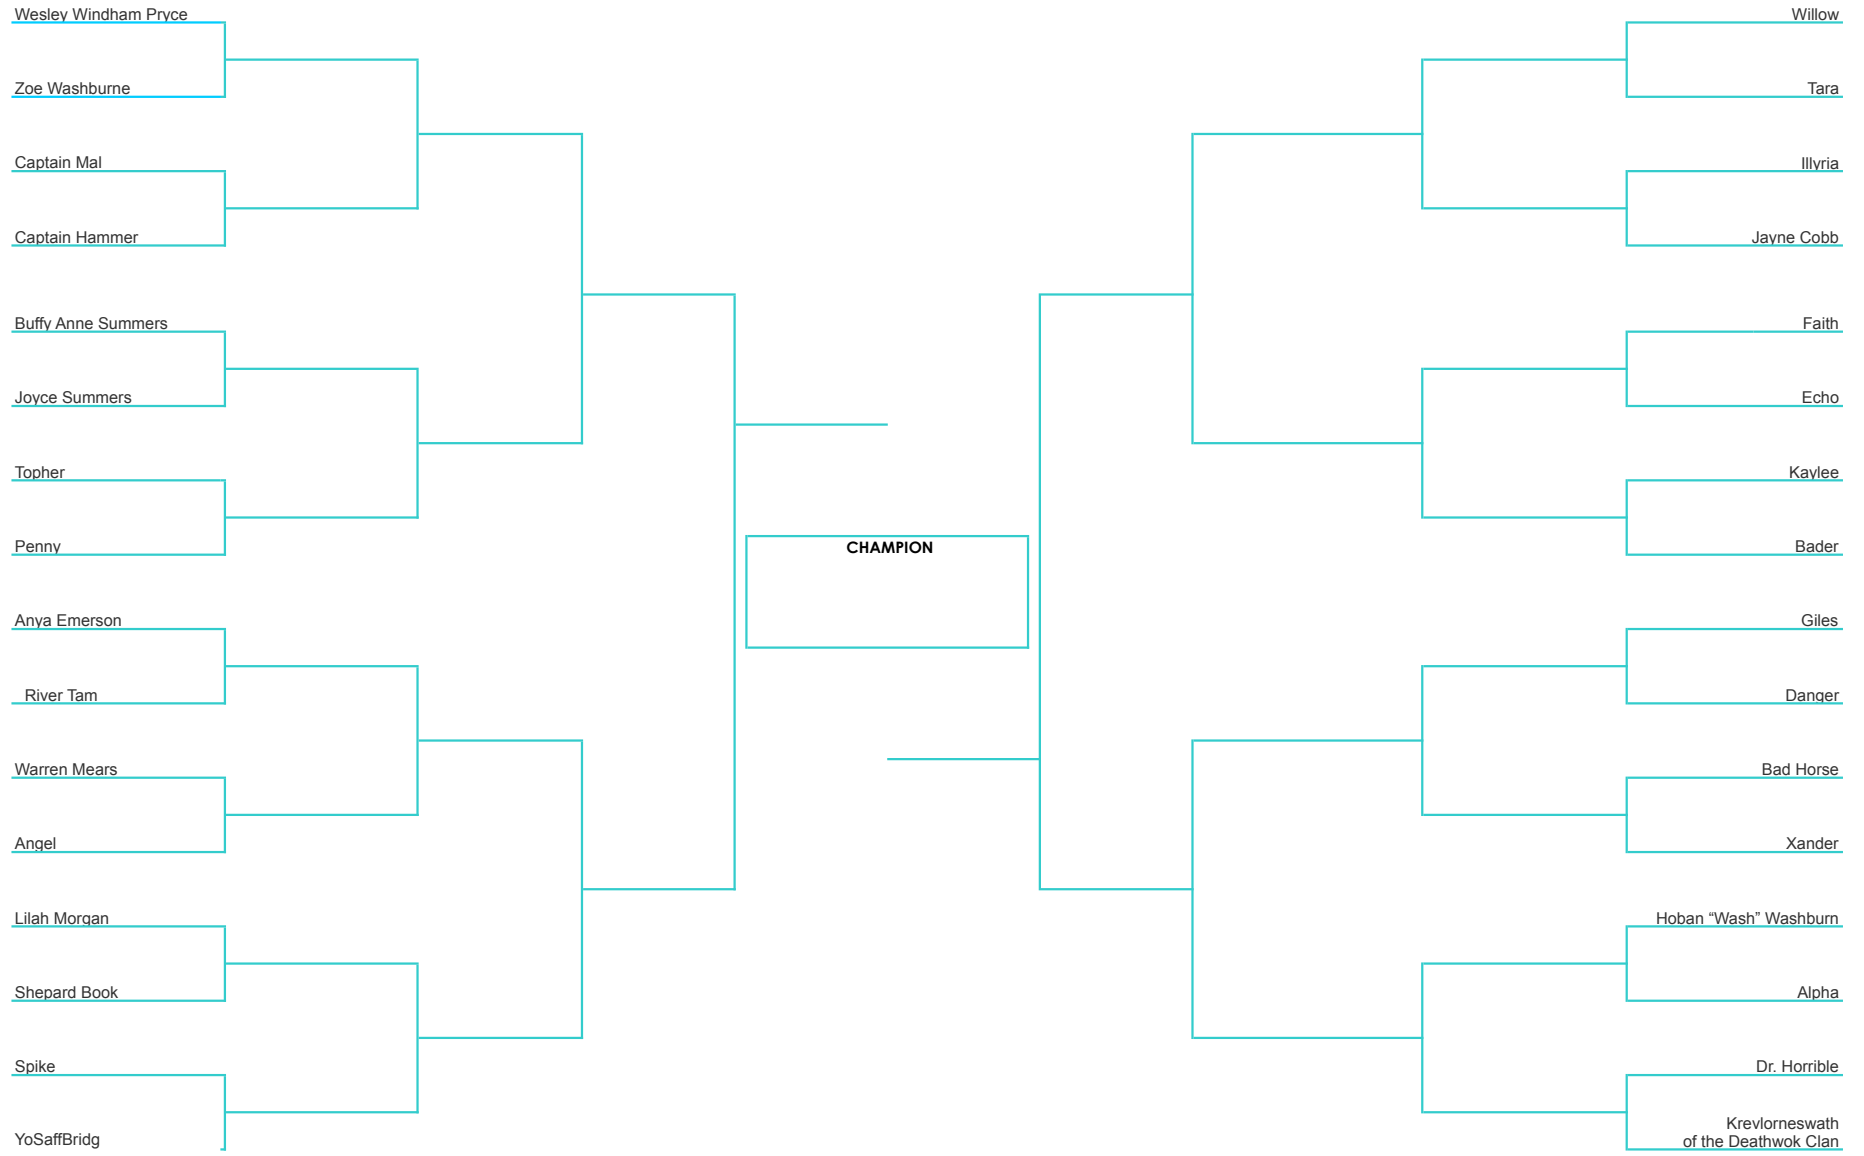 Wesley Windham Pryce
Zoe Washburne
Captain Mal
Captain Hammer
Buffy Anne Summers
Joyce Summers
Topher
Penny
Anya Emerson
River Tam
Warren Mears
Angel
Lilah Morgan
Shepard Book
Spike
YoSaffBridg
CHAMPION
Willow
Tara
Illyria
Jayne Cobb
Faith
Echo
Kaylee
Bader
Giles
Danger
Bad Horse
Xander
Hoban “Wash” Washburn
Alpha
Dr. Horrible
Krevlorneswath
of the Deathwok Clan